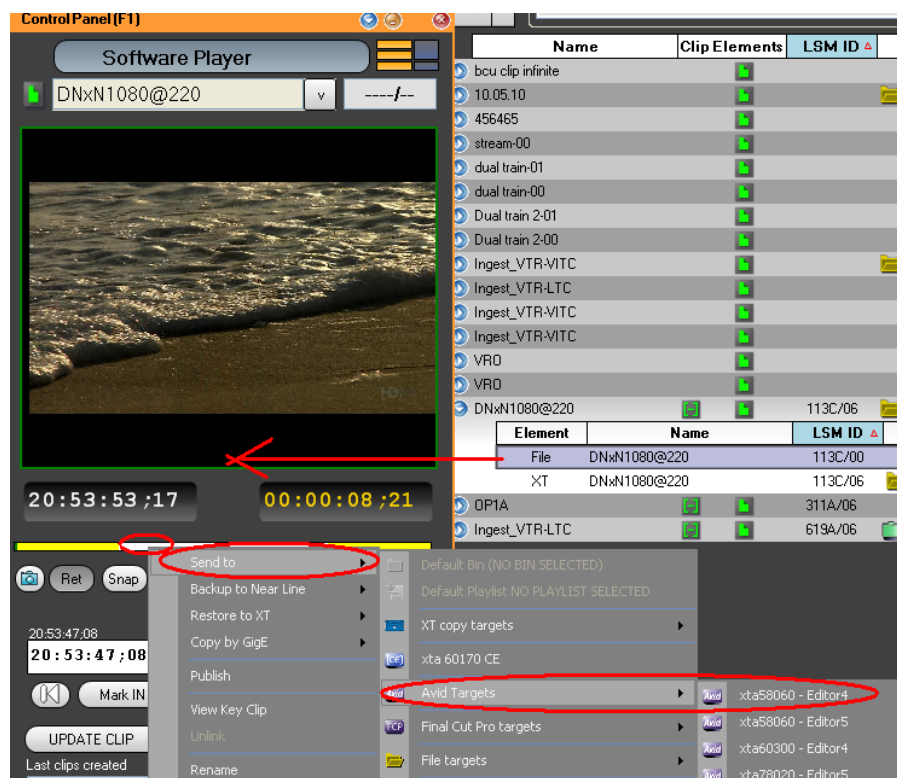 Control Panel (F1)
Software Player
DNxN1080@220
v
----/--
HD
20:53:53;17
00:00:08;21
Ret
Snap
20:53:47;08
20:53:47;08
Mark IN
UPDATE CLIP
Last clips created
Name Clip Elements LSM ID
bcu clip infinite
10.05.10
456465
stream-00
dual train-01
dual train-00
Dual train 2-01
Dual train 2-00
Ingest_VTR-VITC
Ingest_VTR-LTC
Ingest_VTR-VITC
Ingest_VTR-VITC
VRO
VRO
DNxN1080@220 113C/06
Element Name LSM ID
File DNxN1080@220 113C/00
XT DNxN1080@220 113C/06
OP1A 311A/06
Ingest_VTR-LTC 619A/06
Send to
Backup to Near Line
Restore to XT
Copy by GigE
Publish
View Key Clip
Unlink
Rename
Default Bin (NO BIN SELECTED)
Default Playlist NO PLAYLIST SELECTED
XT copy targets
[CE] xta 60170 CE
Avid Avid Targets
Final Cut Pro targets
File targets
Avid xta58060 - Editor4
Avid xta58060 - Editor5
Avid xta60300 - Editor4
Avid xta78020 - Editor5